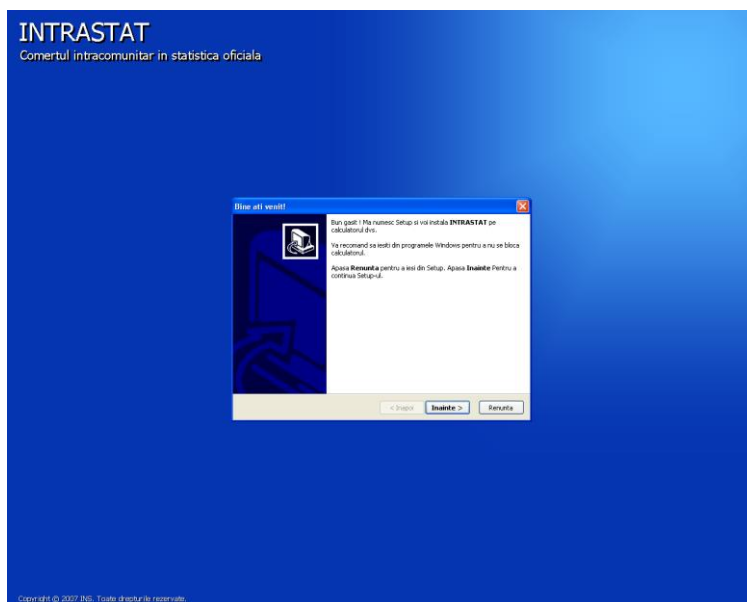 INTRASTAT
Comertul intracomunitar in statistica oficiala
Bine ati venit!
Bun gasit ! Ma numesc Setup si voi instala INTRASTAT pe
calculatorul dvs.
Va recomand sa iesiti din programele Windows pentru a nu se bloca
calculatorul.
Apasa Renunta pentru a iesi din Setup. Apasa Inainte Pentru a
continua Setup-ul.
< Inapoi Inainte > Renunta
Copyright © 2007 INS. Toate drepturile rezervate.